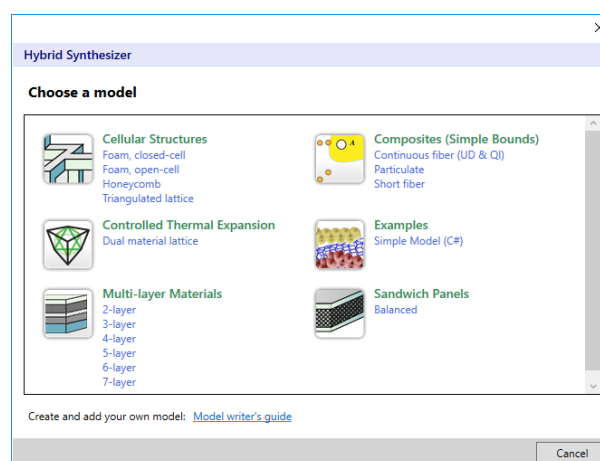 Hybrid Synthesizer
Choose a model
Cellular Structures
Foam, closed-cell
Foam, open-cell
Honeycomb
Triangulated lattice
Composites (Simple Bounds)
Continuous fiber (UD & QI)
Particulate
Short fiber
A
Controlled Thermal Expansion
Dual material lattice
Examples
Simple Model (C#)
Multi-layer Materials
2-layer
3-layer
4-layer
5-layer
6-layer
7-layer
Sandwich Panels
Balanced
Create and add your own model: Model writer's guide
Cancel